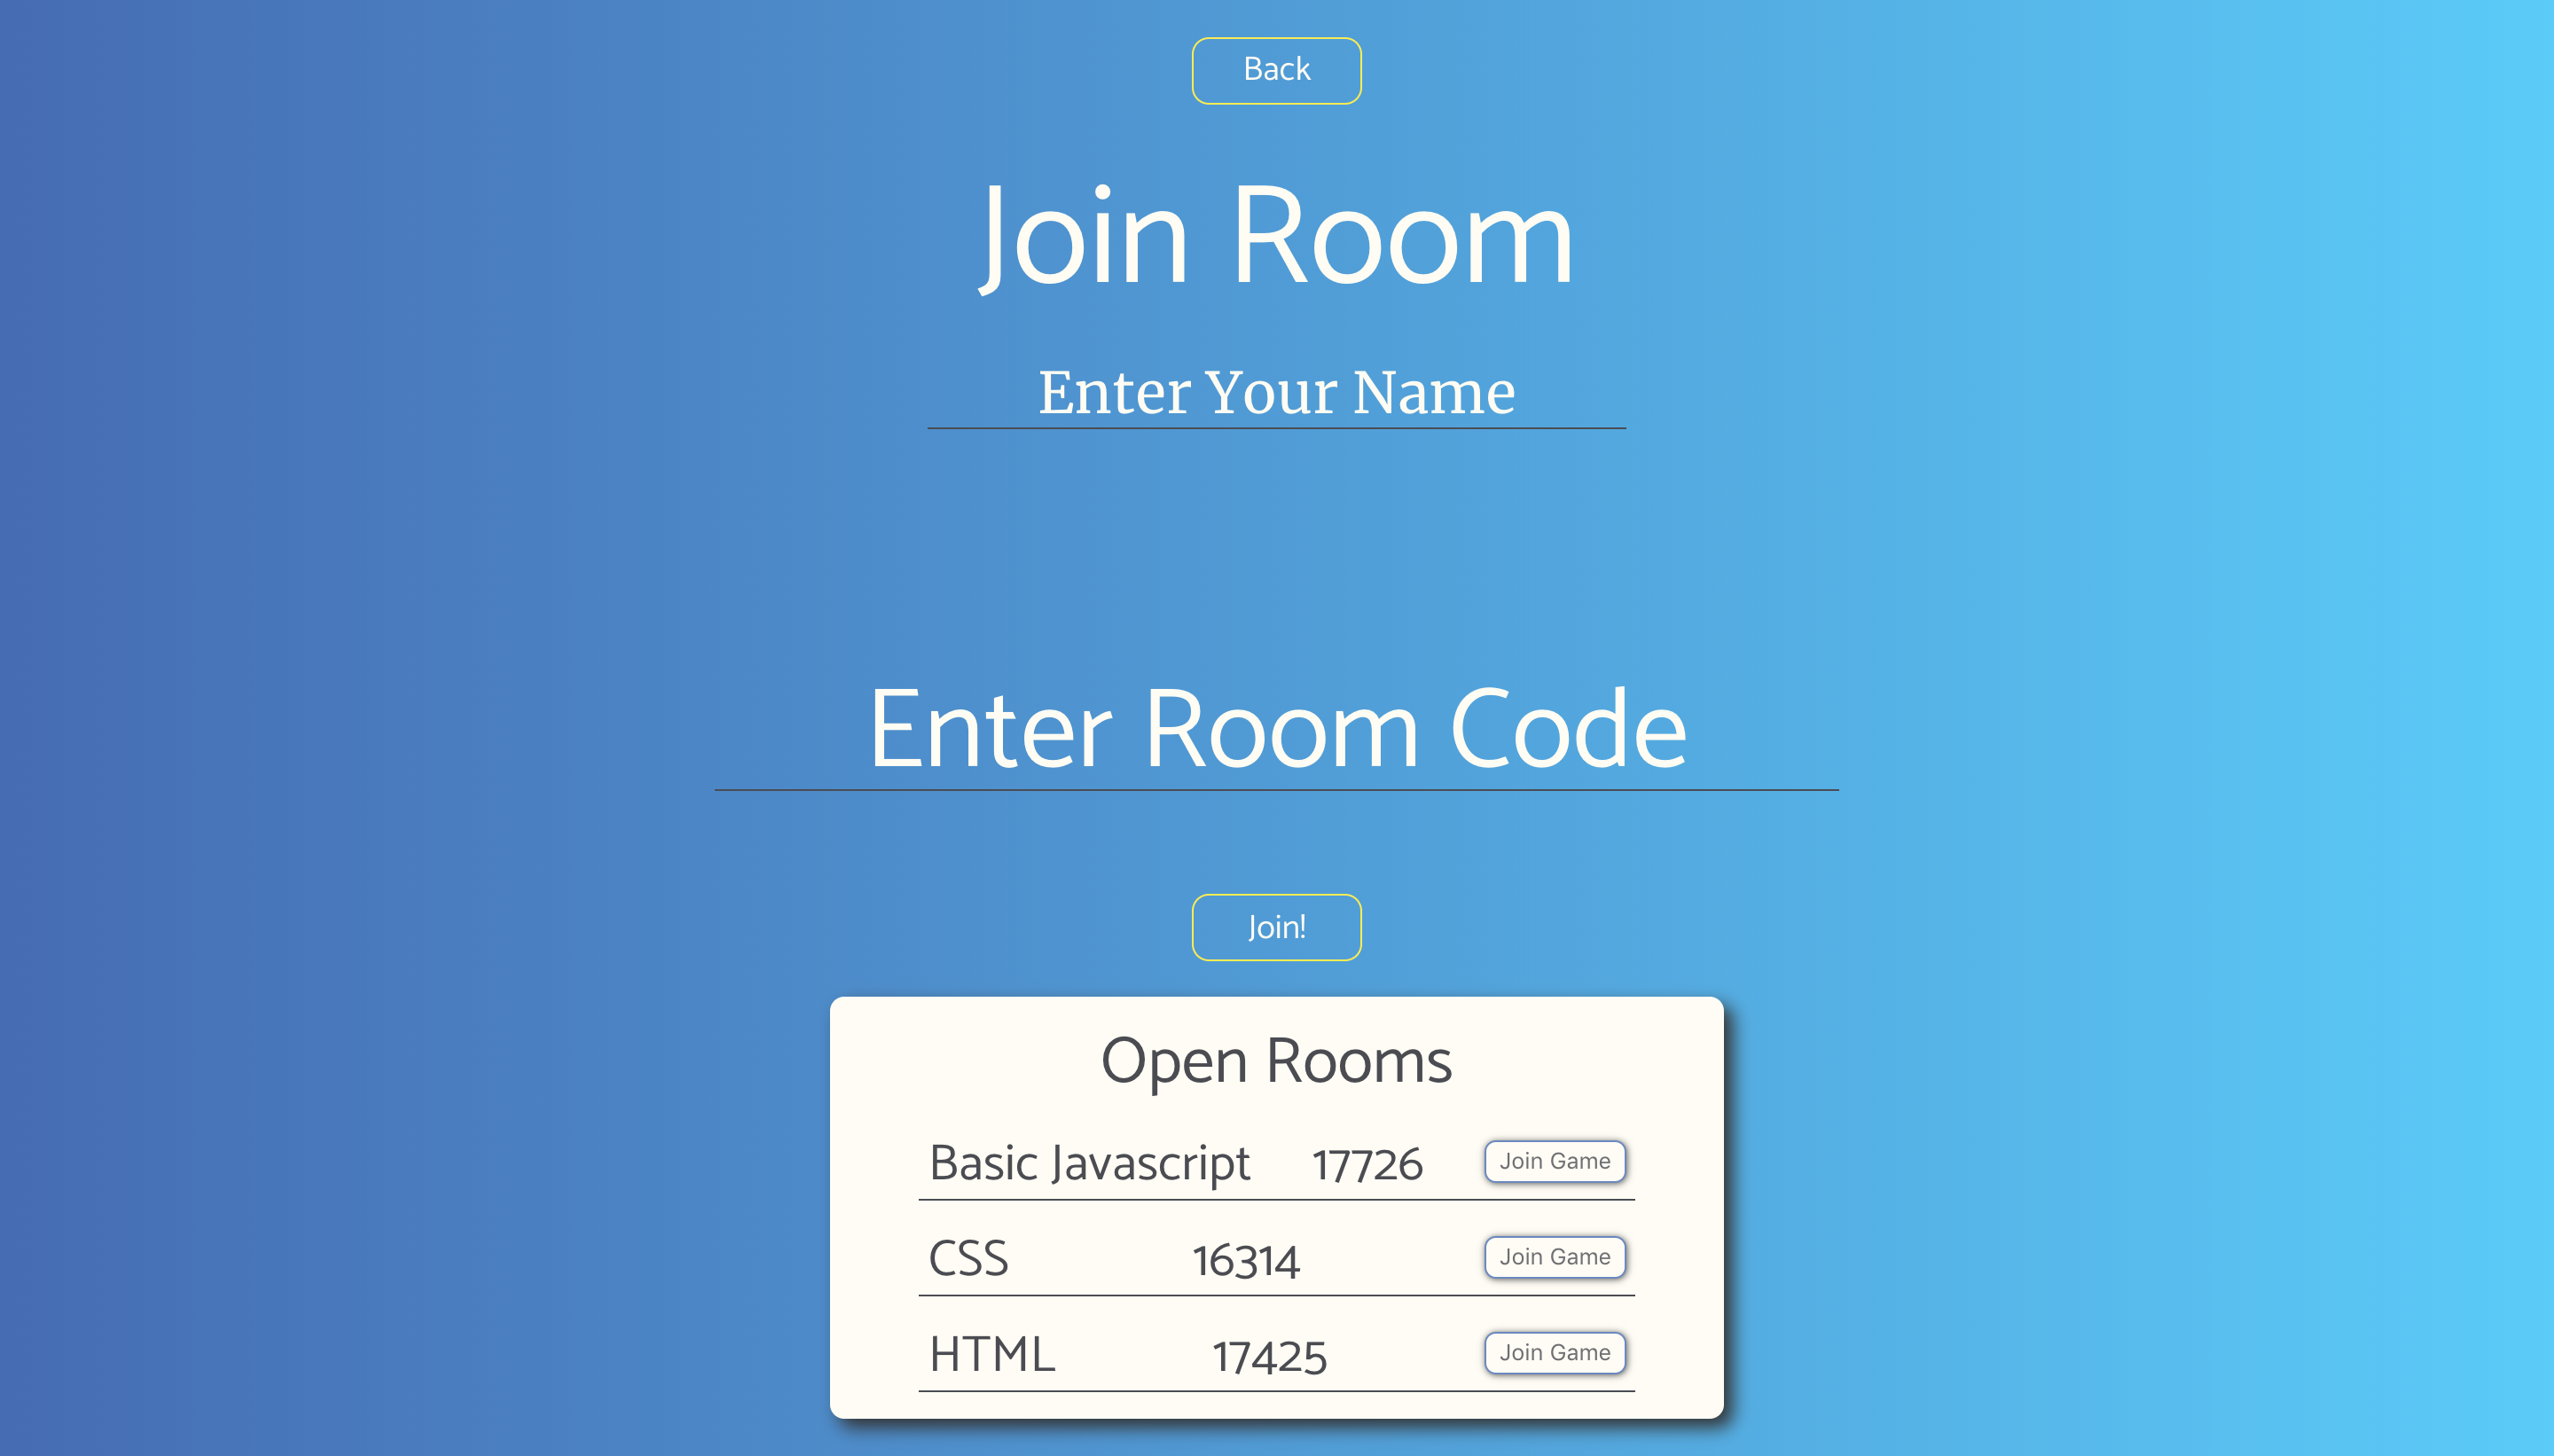 Back
Join Room
Enter Your Name
Enter Room Code
Join!
Open Rooms
Basic Javascript 17726 Join Game
CSS 16314 Join Game
HTML 17425 Join Game